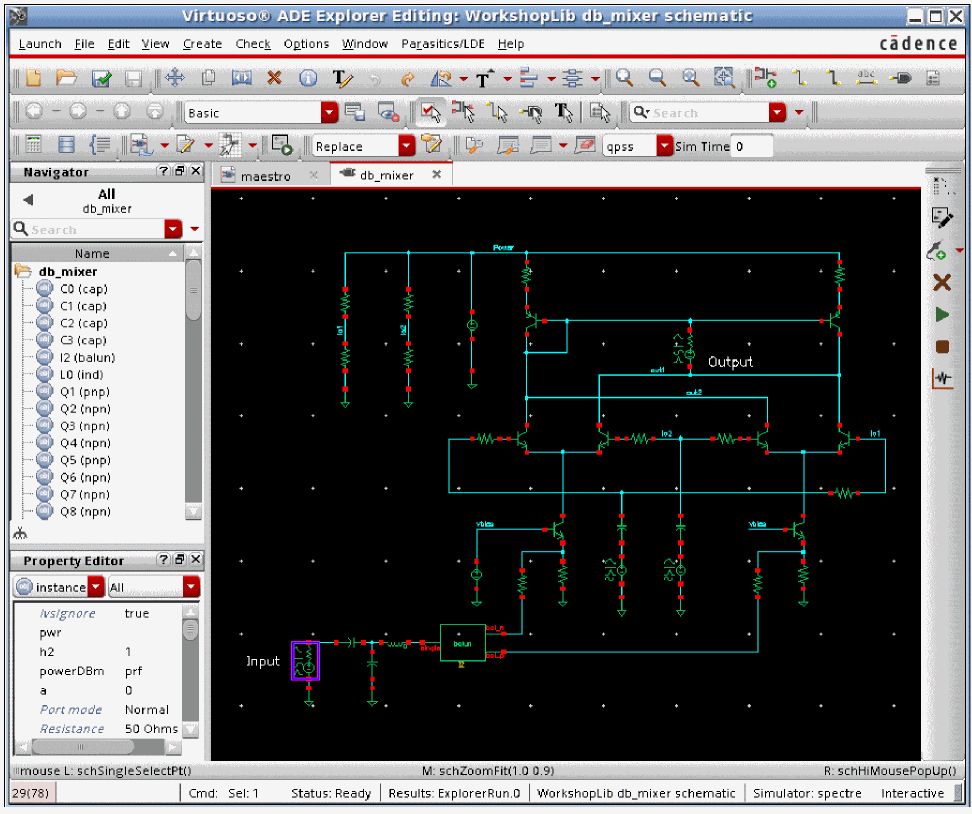 Virtuoso® ADE Explorer Editing: WorkshopLib db_mixer schematic
Launch File Edit View Create Check Options Window Parasitics/LDE Help
cādence
Basic
Search
Replace
qpss
Sim Time 0
Navigator
maestro
db_mixer
All
db_mixer
Search
Name
db_mixer
C0 (cap)
C1 (cap)
C2 (cap)
C3 (cap)
I2 (balun)
L0 (ind)
Q1 (pnp)
Q2 (npn)
Q3 (npn)
Q4 (npn)
Q5 (pnp)
Q6 (npn)
Q7 (npn)
Q8 (npn)
Power
lo1
lo2
Output
out1
out2
lo2
lo1
vbias
vbias
Input
single
balun
I2
Property Editor
instance
All
lvsIgnore true
pwr
h2 1
powerDBm prf
a 0
Port mode Normal
Resistance 50 Ohms
mouse L: schSingleSelectPt()
M: schZoomFit(1.0 0.9)
R: schHiMousePopUp()
29(78)
Cmd: Sel: 1
Status: Ready
Results: ExplorerRun.0
WorkshopLib db_mixer schematic
Simulator: spectre
Interactive